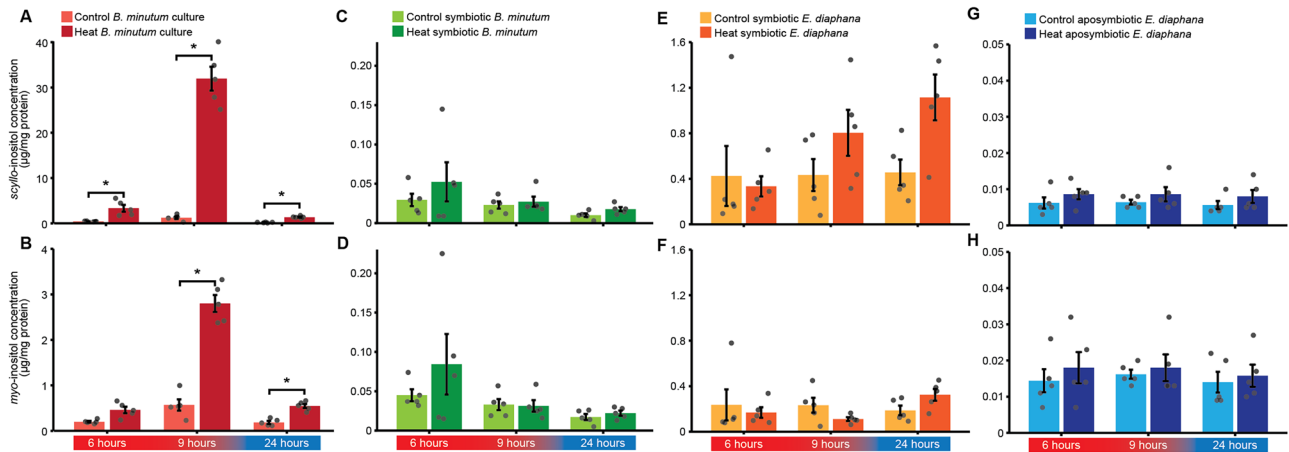 A
Control B. minutum culture
Heat B. minutum culture
scyllo-inositol concentration
(µg/mg protein)
40
30
20
10
0
*
*
*
B
myo-inositol concentration
(µg/mg protein)
4
3
2
1
0
*
*
6 hours
9 hours
24 hours
C
Control symbiotic B. minutum
Heat symbiotic B. minutum
0.20
0.15
0.10
0.05
0.00
D
0.20
0.15
0.10
0.05
0.00
6 hours
9 hours
24 hours
E
Control symbiotic E. diaphana
Heat symbiotic E. diaphana
1.6
1.2
0.8
0.4
0
F
1.6
1.2
0.8
0.4
0
6 hours
9 hours
24 hours
G
Control aposymbiotic E. diaphana
Heat aposymbiotic E. diaphana
0.05
0.04
0.03
0.02
0.01
0
H
0.05
0.04
0.03
0.02
0.01
0
6 hours
9 hours
24 hours